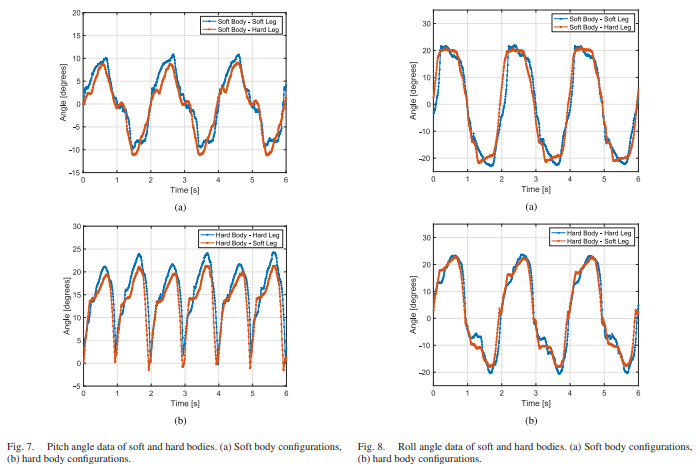 20
15
10
5
0
-5
-10
-15
0 1 2 3 4 5 6
Angle [degrees]
Time [s]
Soft Body - Soft Leg
Soft Body - Hard Leg
(a)
30
25
20
15
10
5
0
-5
0 1 2 3 4 5 6
Angle [degrees]
Time [s]
Hard Body - Hard Leg
Hard Body - Soft Leg
(b)
Fig. 7. Pitch angle data of soft and hard bodies. (a) Soft body configurations,
(b) hard body configurations.
30
20
10
0
-10
-20
0 1 2 3 4 5 6
Angle [degrees]
Time [s]
Soft Body - Soft Leg
Soft Body - Hard Leg
(a)
30
20
10
0
-10
-20
0 1 2 3 4 5 6
Angle [degrees]
Time [s]
Hard Body - Hard Leg
Hard Body - Soft Leg
(b)
Fig. 8. Roll angle data of soft and hard bodies. (a) Soft body configurations,
(b) hard body configurations.